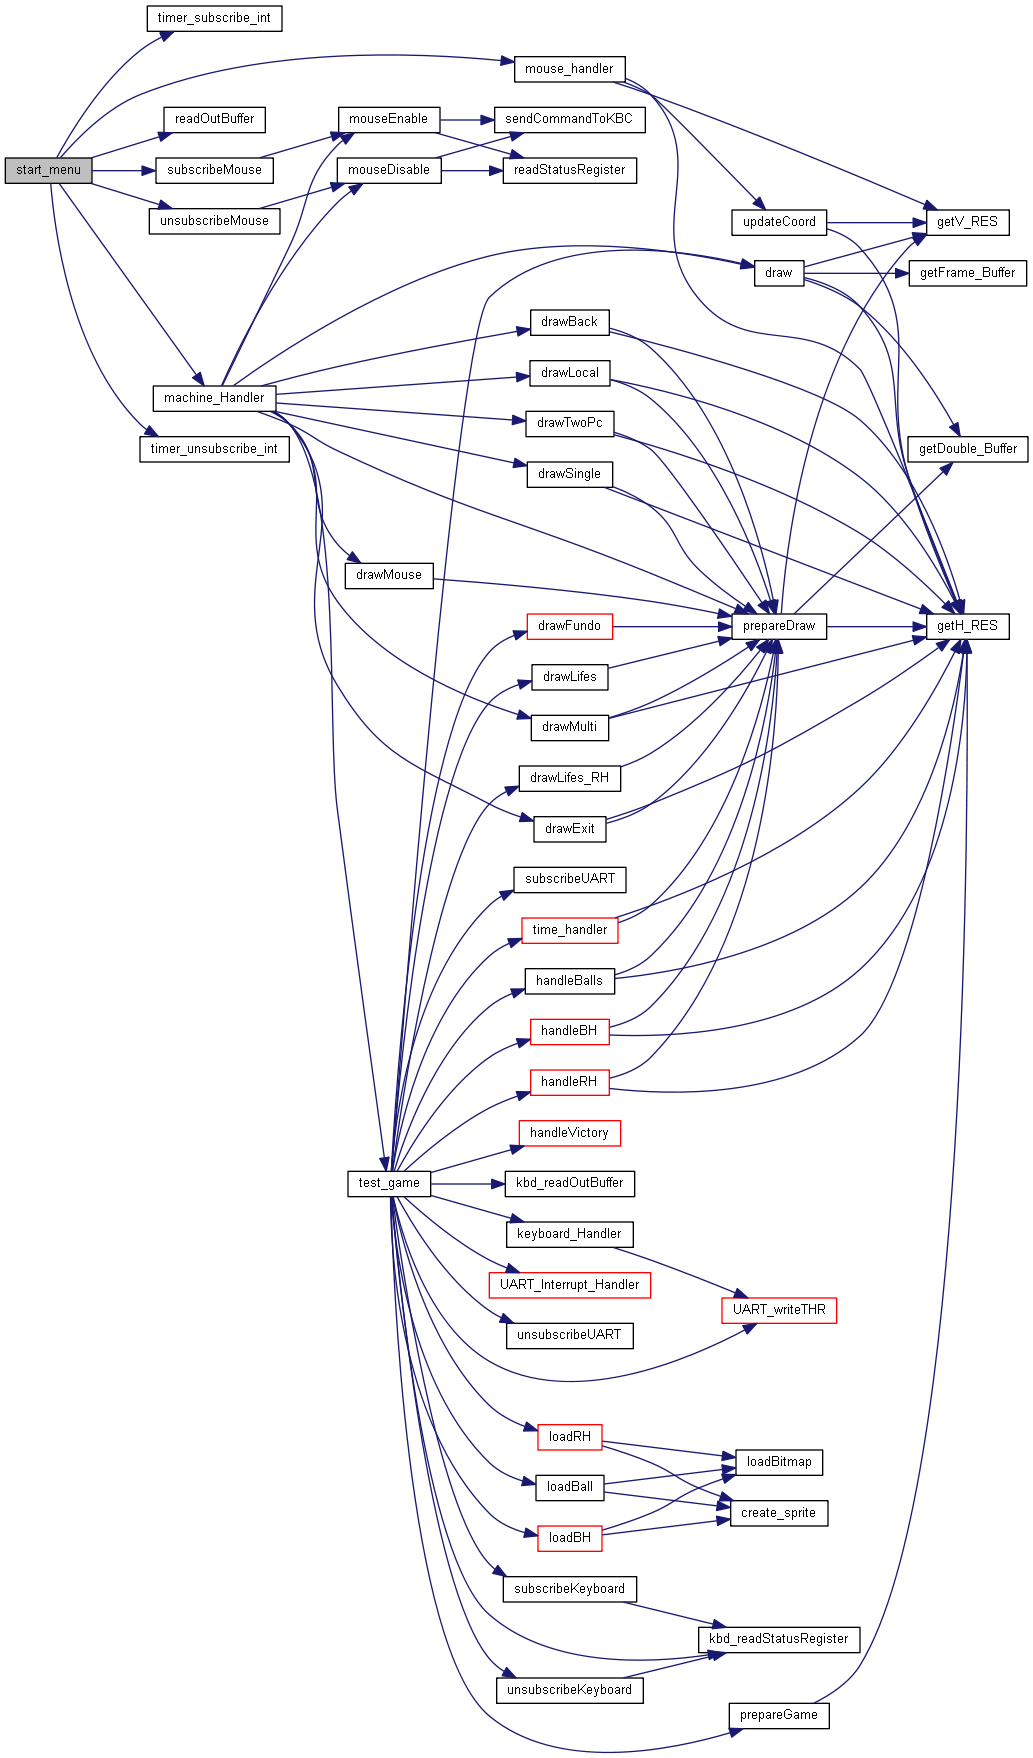 timer_subscribe_int
mouse_handler
readOutBuffer
mouseEnable
sendCommandToKBC
start_menu
subscribeMouse
mouseDisable
readStatusRegister
unsubscribeMouse
updateCoord
getV_RES
draw
getFrame_Buffer
drawBack
drawLocal
machine_Handler
drawTwoPc
timer_unsubscribe_int
getDouble_Buffer
drawSingle
drawMouse
drawFundo
prepareDraw
getH_RES
drawLifes
drawMulti
drawLifes_RH
drawExit
subscribeUART
time_handler
handleBalls
handleBH
handleRH
handleVictory
test_game
kbd_readOutBuffer
keyboard_Handler
UART_Interrupt_Handler
UART_writeTHR
unsubscribeUART
loadRH
loadBitmap
loadBall
create_sprite
loadBH
subscribeKeyboard
kbd_readStatusRegister
unsubscribeKeyboard
prepareGame